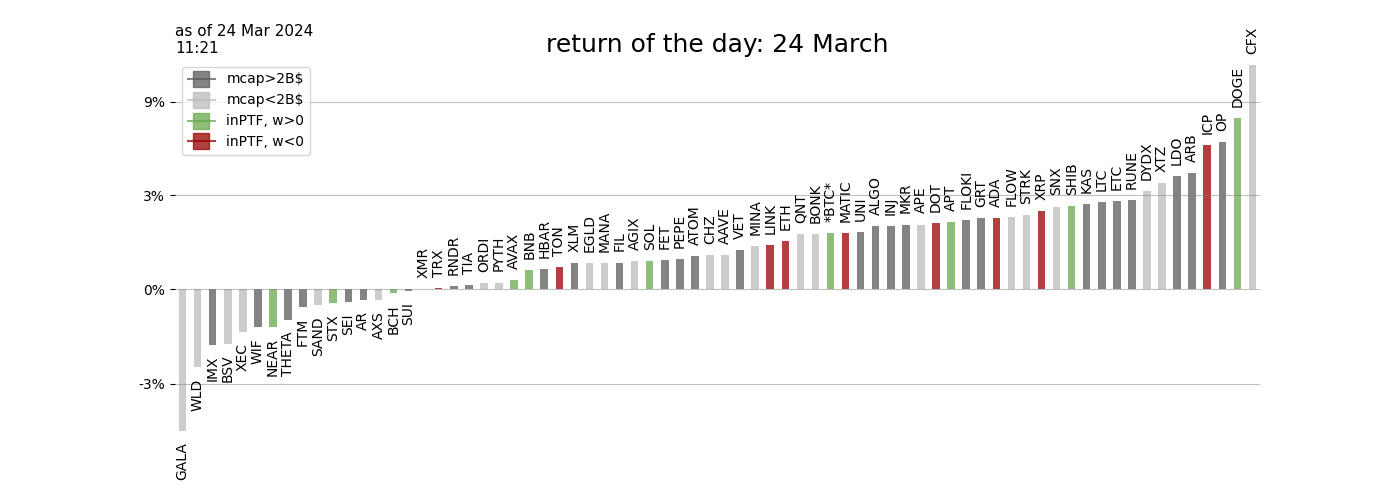 as of 24 Mar 2024
11:21
return of the day: 24 March
mcap>2B$
mcap<2B$
inPTF, w>0
inPTF, w<0
9%
3%
0%
-3%
GALA
WLD
IMX
BSV
XEC
WIF
NEAR
THETA
FTM
SAND
STX
SEI
AR
AXS
BCH
SUI
XMR
TRX
RNDR
TIA
ORDI
PYTH
AVAX
BNB
HBAR
TON
XLM
EGLD
MANA
FIL
AGIX
SOL
FET
PEPE
ATOM
CHZ
AAVE
VET
MINA
LINK
ETH
QNT
BONK
*BTC*
MATIC
UNI
ALGO
INJ
MKR
APE
DOT
APT
FLOKI
GRT
ADA
FLOW
STRK
XRP
SNX
SHIB
KAS
LTC
ETC
RUNE
DYDX
XTZ
LDO
ARB
ICP
OP
DOGE
CFX